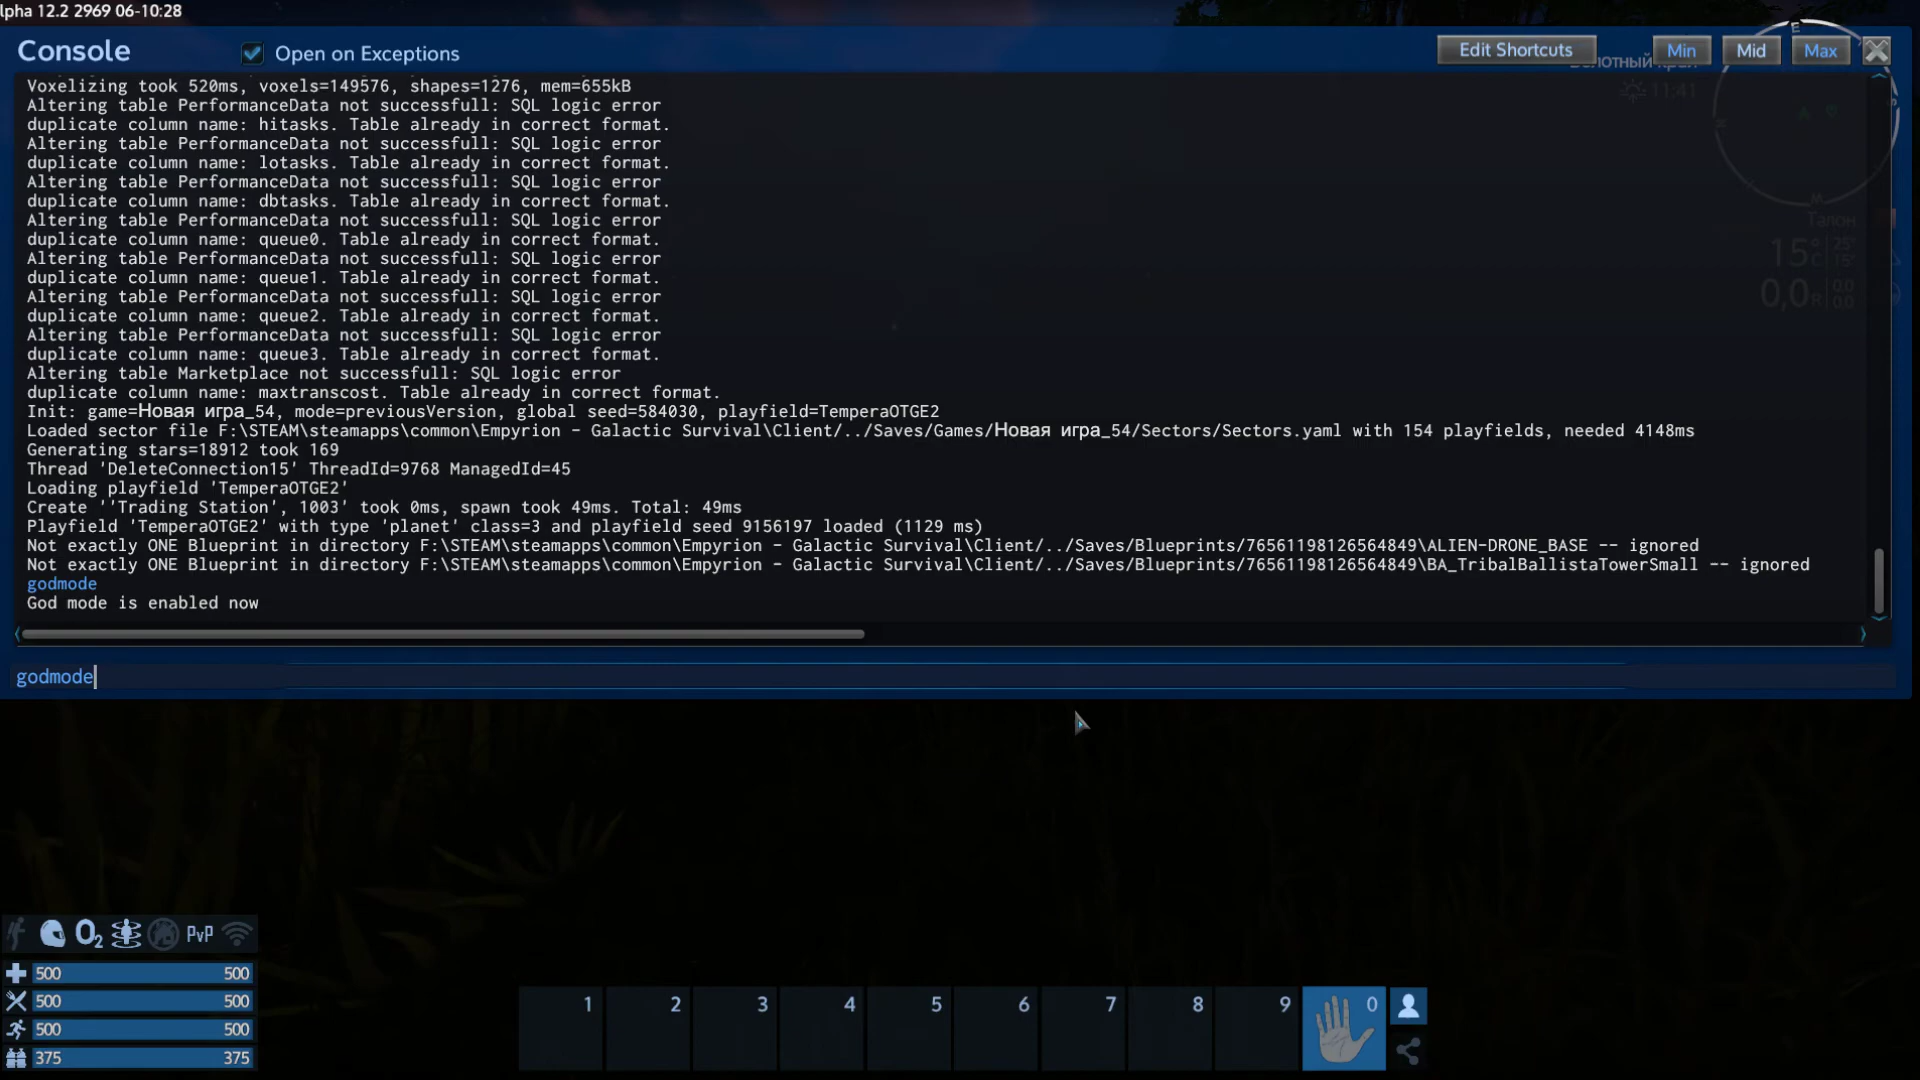 lpha 12.2 2969 06-10:28
Console
Open on Exceptions
Edit Shortcuts
Min
Mid
Max
Voxelizing took 520ms, voxels=149576, shapes=1276, mem=655kB
Altering table PerformanceData not successfull: SQL logic error
duplicate column name: hitasks. Table already in correct format.
Altering table PerformanceData not successfull: SQL logic error
duplicate column name: lotasks. Table already in correct format.
Altering table PerformanceData not successfull: SQL logic error
duplicate column name: dbtasks. Table already in correct format.
Altering table PerformanceData not successfull: SQL logic error
duplicate column name: queue0. Table already in correct format.
Altering table PerformanceData not successfull: SQL logic error
duplicate column name: queue1. Table already in correct format.
Altering table PerformanceData not successfull: SQL logic error
duplicate column name: queue2. Table already in correct format.
Altering table PerformanceData not successfull: SQL logic error
duplicate column name: queue3. Table already in correct format.
Altering table Marketplace not successfull: SQL logic error
duplicate column name: maxtranscost. Table already in correct format.
Init: game=Новая игра_54, mode=previousVersion, global seed=584030, playfield=TemperaOTGE2
Loaded sector file F:\STEAM\steamapps\common\Empyrion - Galactic Survival\Client/../Saves/Games/Новая игра_54/Sectors/Sectors.yaml with 154 playfields, needed 4148ms
Generating stars=18912 took 169
Thread 'DeleteConnection15' ThreadId=9768 ManagedId=45
Loading playfield 'TemperaOTGE2'
Create ''Trading Station', 1003' took 0ms, spawn took 49ms. Total: 49ms
Playfield 'TemperaOTGE2' with type 'planet' class=3 and playfield seed 9156197 loaded (1129 ms)
Not exactly ONE Blueprint in directory F:\STEAM\steamapps\common\Empyrion - Galactic Survival\Client/../Saves/Blueprints/76561198126564849\ALIEN-DRONE_BASE -- ignored
Not exactly ONE Blueprint in directory F:\STEAM\steamapps\common\Empyrion - Galactic Survival\Client/../Saves/Blueprints/76561198126564849\BA_TribalBallistaTowerSmall -- ignored
godmode
God mode is enabled now
godmode
11:41
E
Талон
15°C 25° 15°
0,0 R 0.0 0.0
O2 PvP
500 500
500 500
500 500
375 375
1 2 3 4 5 6 7 8 9 0